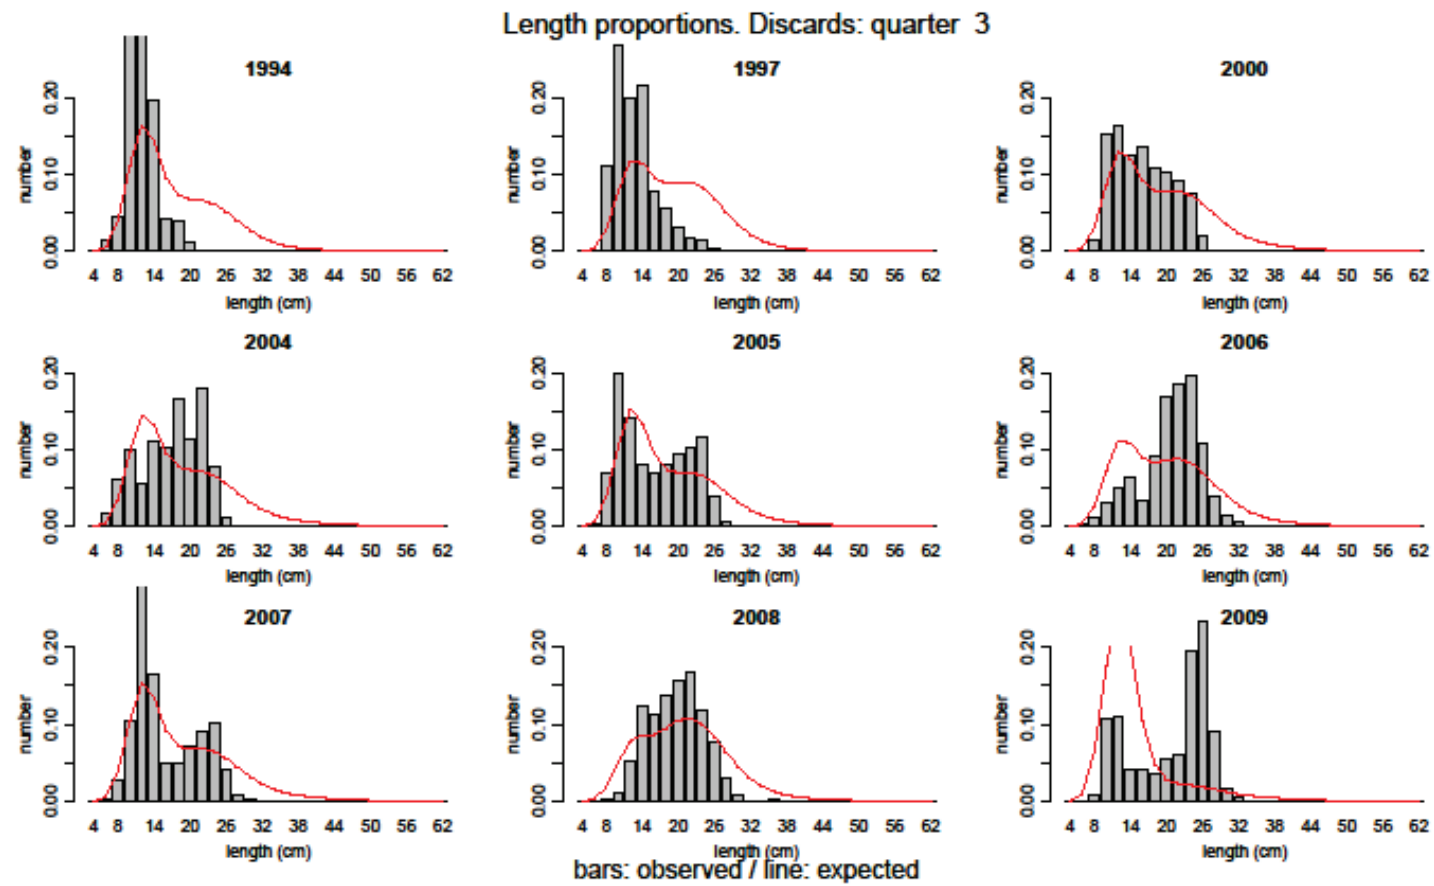 Length proportions. Discards: quarter 3
1994
1997
2000
number
0.00 0.10 0.20
number
0.00 0.10 0.20
number
0.00 0.10 0.20
4 8 14 20 26 32 38 44 50 56 62
4 8 14 20 26 32 38 44 50 56 62
4 8 14 20 26 32 38 44 50 56 62
length (cm)
length (cm)
length (cm)
2004
2005
2006
number
0.00 0.10 0.20
number
0.00 0.10 0.20
number
0.00 0.10 0.20
4 8 14 20 26 32 38 44 50 56 62
4 8 14 20 26 32 38 44 50 56 62
4 8 14 20 26 32 38 44 50 56 62
length (cm)
length (cm)
length (cm)
2007
2008
2009
number
0.00 0.10 0.20
number
0.00 0.10 0.20
number
0.00 0.10 0.20
4 8 14 20 26 32 38 44 50 56 62
4 8 14 20 26 32 38 44 50 56 62
4 8 14 20 26 32 38 44 50 56 62
length (cm)
length (cm)
length (cm)
bars: observed / line: expected